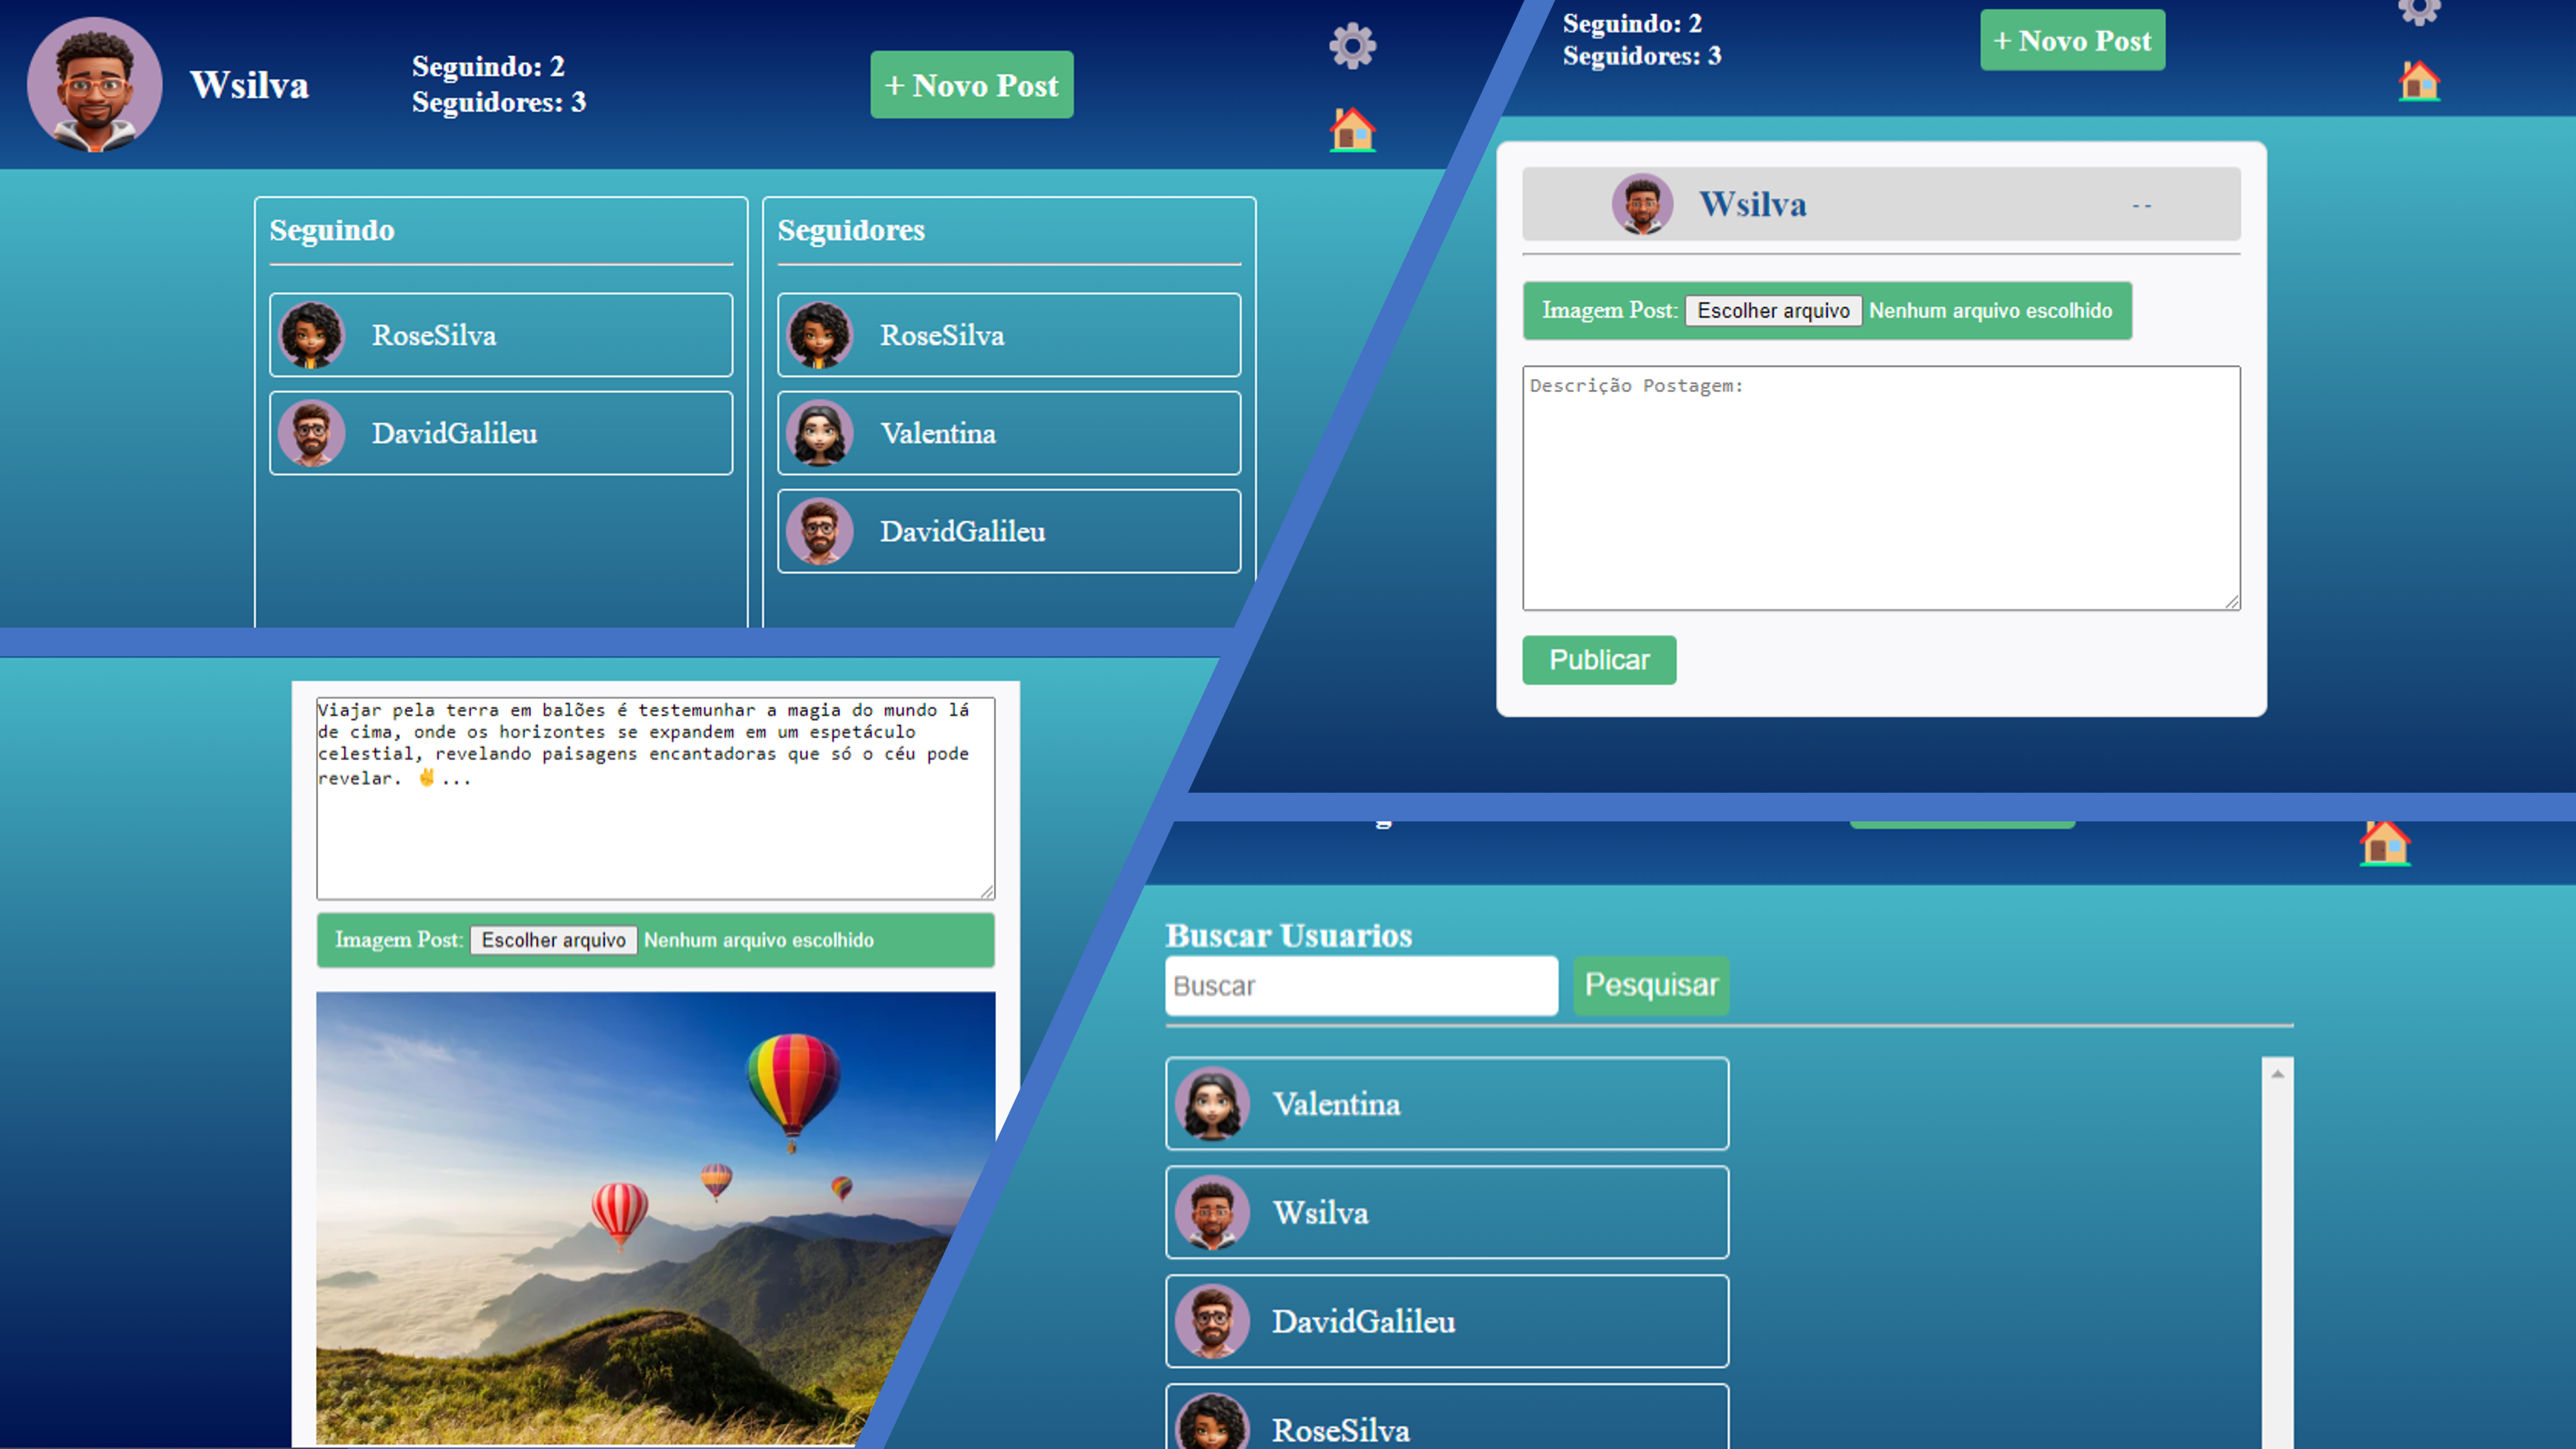 Wsilva
Seguindo: 2
Seguidores: 3
+ Novo Post
Seguindo
RoseSilva
DavidGalileu
Seguidores
RoseSilva
Valentina
DavidGalileu
Seguindo: 2
Seguidores: 3
+ Novo Post
Wsilva
--
Imagem Post: Escolher arquivo Nenhum arquivo escolhido
Descrição Postagem:
Publicar
Viajar pela terra em balões é testemunhar a magia do mundo lá
de cima, onde os horizontes se expandem em um espetáculo
celestial, revelando paisagens encantadoras que só o céu pode
revelar. ✌...
Imagem Post: Escolher arquivo Nenhum arquivo escolhido
Buscar Usuarios
Buscar
Pesquisar
Valentina
Wsilva
DavidGalileu
RoseSilva